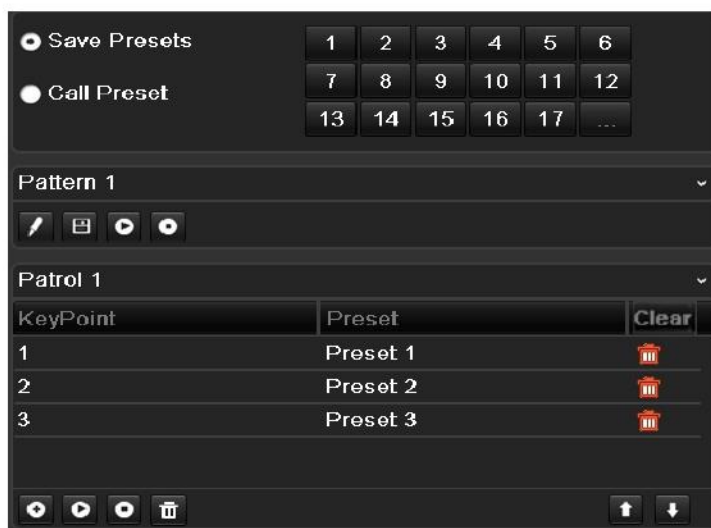 Save Presets
1 2 3 4 5 6
Call Preset
7 8 9 10 11 12
13 14 15 16 17 ...
Pattern 1
Patrol 1
KeyPoint Preset Clear
1 Preset 1
2 Preset 2
3 Preset 3